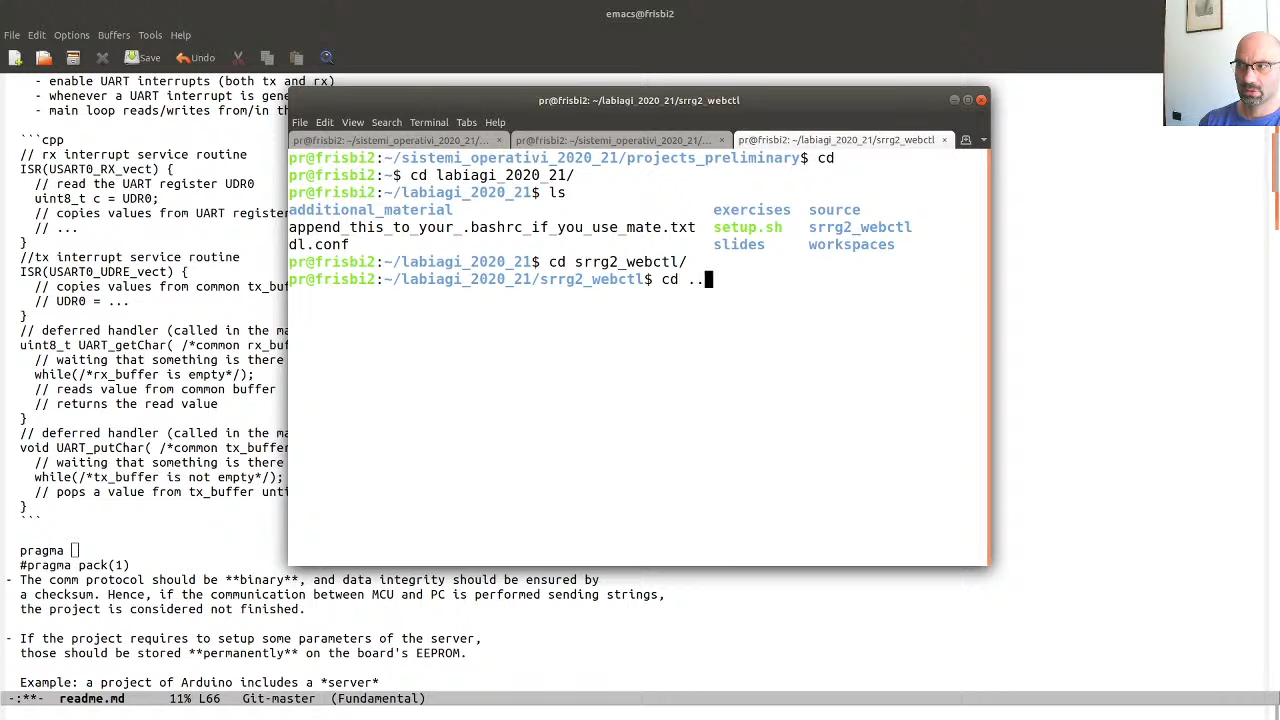 emacs@frisbi2
File Edit Options Buffers Tools Help
Save Undo
- enable UART interrupts (both tx and rx)
- whenever a UART interrupt is gene
- main loop reads/writes from/in th
```cpp
// rx interrupt service routine
ISR(USART0_RX_vect) {
// read the UART register UDR0
uint8_t c = UDR0;
// copies values from UART register
// ...
}
//tx interrupt service routine
ISR(USART0_UDRE_vect) {
// copies values from common tx_buf
// UDR0 = ...
}
// deferred handler (called in the ma
uint8_t UART_getChar( /*common rx_buf
// waiting that something is there
while(/*rx_buffer is empty*/);
// reads value from common buffer
// returns the read value
}
// deferred handler (called in the ma
void UART_putChar( /*common tx_buffer
// waiting that something is there
while(/*tx_buffer is not empty*/);
// pops a value from tx_buffer unti
}
```
pragma
#pragma pack(1)
- The comm protocol should be **binary**, and data integrity should be ensured by
a checksum. Hence, if the communication between MCU and PC is performed sending strings,
the project is considered not finished.
- If the project requires to setup some parameters of the server,
those should be stored **permanently** on the board's EEPROM.
Example: a project of Arduino includes a *server*
-:**- readme.md 11% L66 Git-master (Fundamental)
pr@frisbi2: ~/labiagi_2020_21/srrg2_webctl
File Edit View Search Terminal Tabs Help
pr@frisbi2: ~/sistemi_operativi_2020_21/... × pr@frisbi2: ~/sistemi_operativi_2020_21/... × pr@frisbi2: ~/labiagi_2020_21/srrg2_webctl ×
pr@frisbi2:~/sistemi_operativi_2020_21/projects_preliminary$ cd
pr@frisbi2:~$ cd labiagi_2020_21/
pr@frisbi2:~/labiagi_2020_21$ ls
additional_material exercises source
append_this_to_your_.bashrc_if_you_use_mate.txt setup.sh srrg2_webctl
dl.conf slides workspaces
pr@frisbi2:~/labiagi_2020_21$ cd srrg2_webctl/
pr@frisbi2:~/labiagi_2020_21/srrg2_webctl$ cd ..